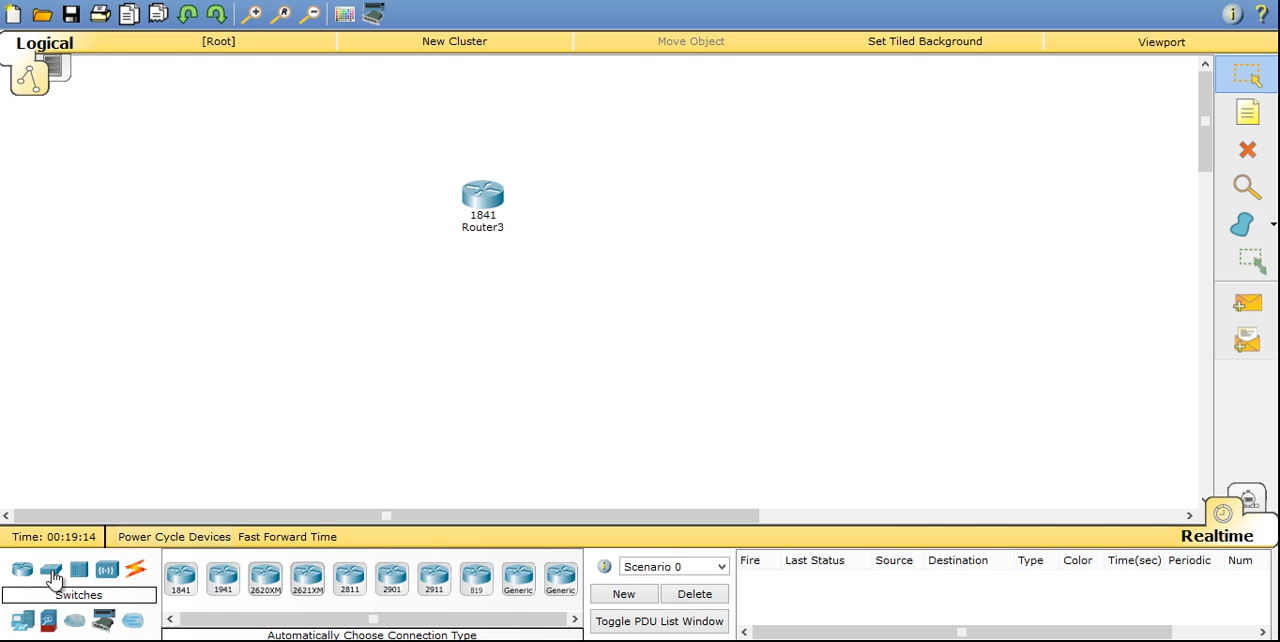 Logical
[Root]
New Cluster
Move Object
Set Tiled Background
Viewport
1841
Router3
Time: 00:19:14
Power Cycle Devices
Fast Forward Time
Realtime
Switches
1841
1941
2620XM
2621XM
2811
2901
2911
819
Generic
Generic
Automatically Choose Connection Type
Scenario 0
New
Delete
Toggle PDU List Window
Fire
Last Status
Source
Destination
Type
Color
Time(sec)
Periodic
Num